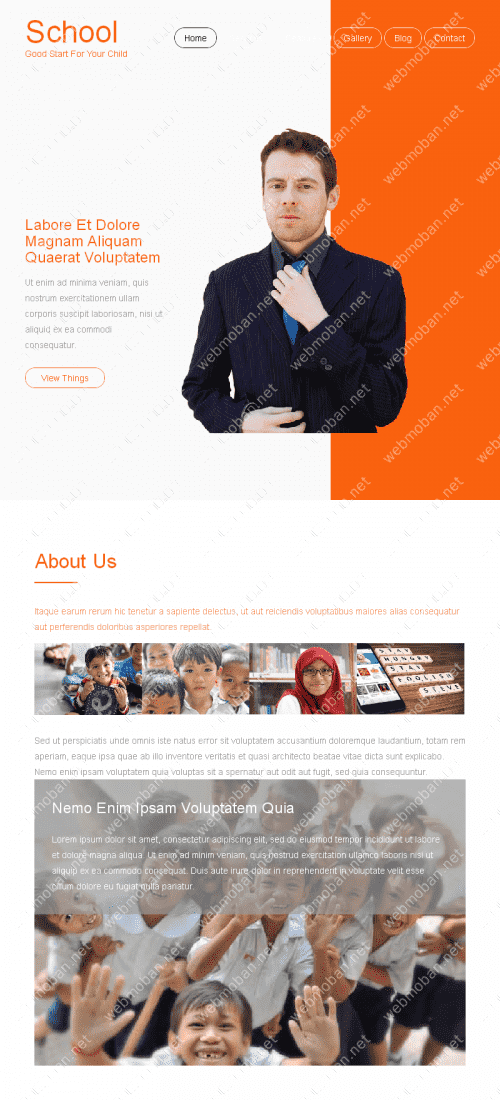 School
Good Start For Your Child
Home
Gallery
Blog
Contact
Labore Et Dolore
Magnam Aliquam
Quaerat Voluptatem
Ut enim ad minima veniam, quis
nostrum exercitationem ullam
corporis suscipit laboriosam, nisi ut
aliquid ex ea commodi
consequatur.
View Things
About Us
Itaque earum rerum hic tenetur a sapiente delectus, ut aut reiciendis voluptatibus maiores alias consequatur
aut perferendis doloribus asperiores repellat.
STAY
HUNGRY
STAY
FOOLISH
STEVE
Sed ut perspiciatis unde omnis iste natus error sit voluptatem accusantium doloremque laudantium, totam rem
aperiam, eaque ipsa quae ab illo inventore veritatis et quasi architecto beatae vitae dicta sunt explicabo.
Nemo enim ipsam voluptatem quia voluptas sit a spernatur aut odit aut fugit, sed quia consequuntur.
Nemo Enim Ipsam Voluptatem Quia
Lorem ipsum dolor sit amet, consectetur adipiscing elit, sed do eiusmod tempor incididunt ut labore
et dolore magna aliqua. Ut enim ad minim veniam, quis nostrud exercitation ullamco laboris nisi ut
aliquip ex ea commodo consequat. Duis aute irure dolor in reprehenderit in voluptate velit esse
cillum dolore eu fugiat nulla pariatur.
webmoban.net